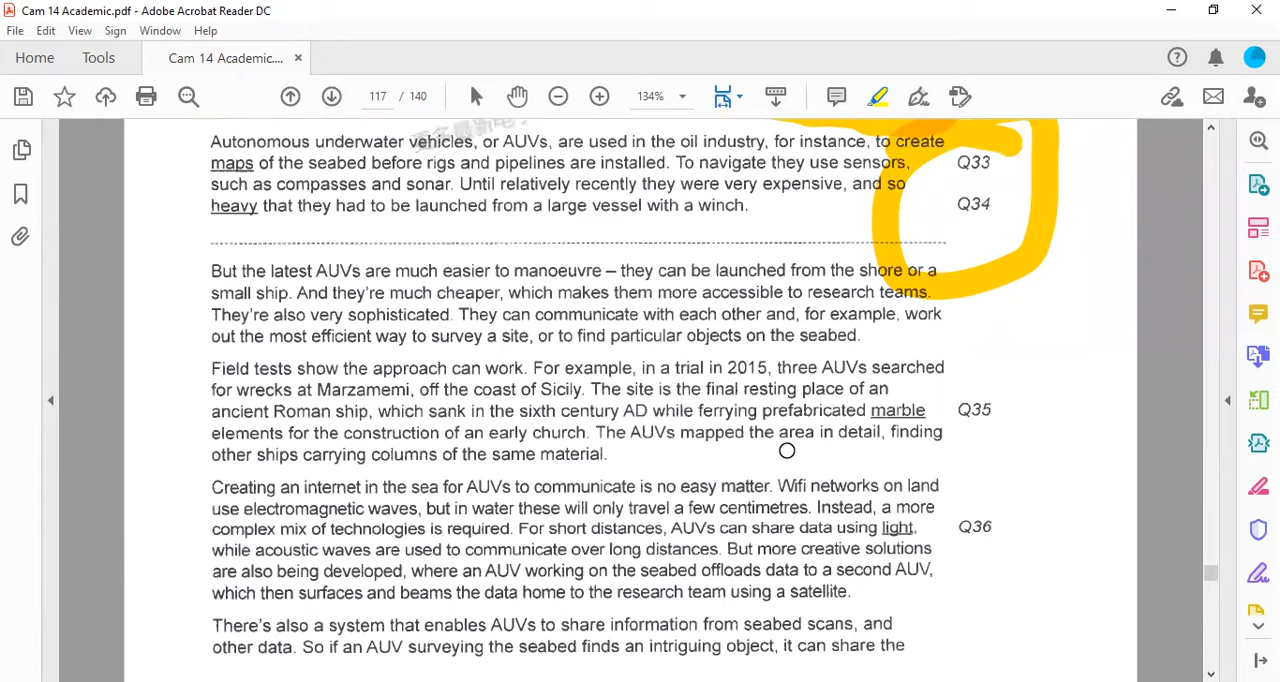 Cam 14 Academic.pdf - Adobe Acrobat Reader DC
File Edit View Sign Window Help
Home Tools Cam 14 Academic.... ×
117 / 140 134%
Autonomous underwater vehicles, or AUVs, are used in the oil industry, for instance, to create
maps of the seabed before rigs and pipelines are installed. To navigate they use sensors, Q33
such as compasses and sonar. Until relatively recently they were very expensive, and so
heavy that they had to be launched from a large vessel with a winch. Q34
But the latest AUVs are much easier to manoeuvre – they can be launched from the shore or a
small ship. And they're much cheaper, which makes them more accessible to research teams.
They're also very sophisticated. They can communicate with each other and, for example, work
out the most efficient way to survey a site, or to find particular objects on the seabed.
Field tests show the approach can work. For example, in a trial in 2015, three AUVs searched
for wrecks at Marzamemi, off the coast of Sicily. The site is the final resting place of an
ancient Roman ship, which sank in the sixth century AD while ferrying prefabricated marble Q35
elements for the construction of an early church. The AUVs mapped the area in detail, finding
other ships carrying columns of the same material.
Creating an internet in the sea for AUVs to communicate is no easy matter. Wifi networks on land
use electromagnetic waves, but in water these will only travel a few centimetres. Instead, a more
complex mix of technologies is required. For short distances, AUVs can share data using light, Q36
while acoustic waves are used to communicate over long distances. But more creative solutions
are also being developed, where an AUV working on the seabed offloads data to a second AUV,
which then surfaces and beams the data home to the research team using a satellite.
There's also a system that enables AUVs to share information from seabed scans, and
other data. So if an AUV surveying the seabed finds an intriguing object, it can share the